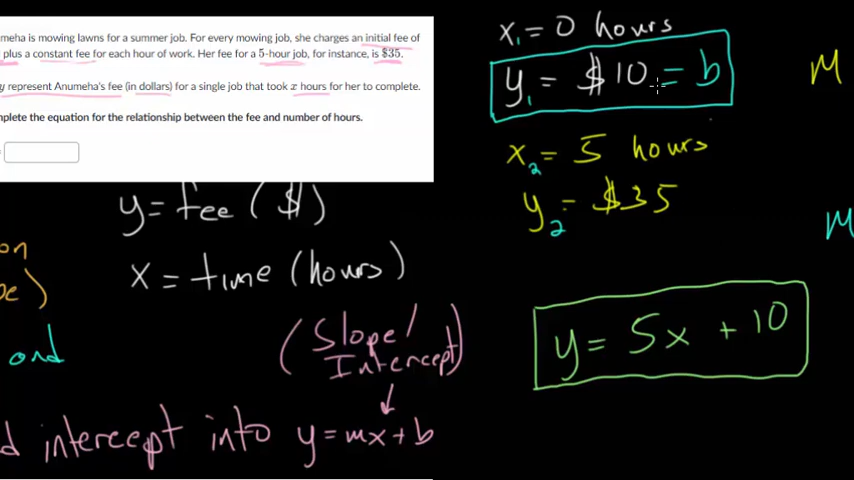 meha is mowing lawns for a summer job. For every mowing job, she charges an initial fee of
plus a constant fee for each hour of work. Her fee for a 5-hour job, for instance, is $35.
y represent Anumeha's fee (in dollars) for a single job that took x hours for her to complete.
plete the equation for the relationship between the fee and number of hours.
=
y = fee ($)
x = time (hours)
on
pe)
ond
(Slope/
Intercept)
↓
d intercept into y=mx+b
x₁ = 0 hours
y₁ = $10 = b
x₂ = 5 hours
y₂ = $35
y = 5x + 10
M
M